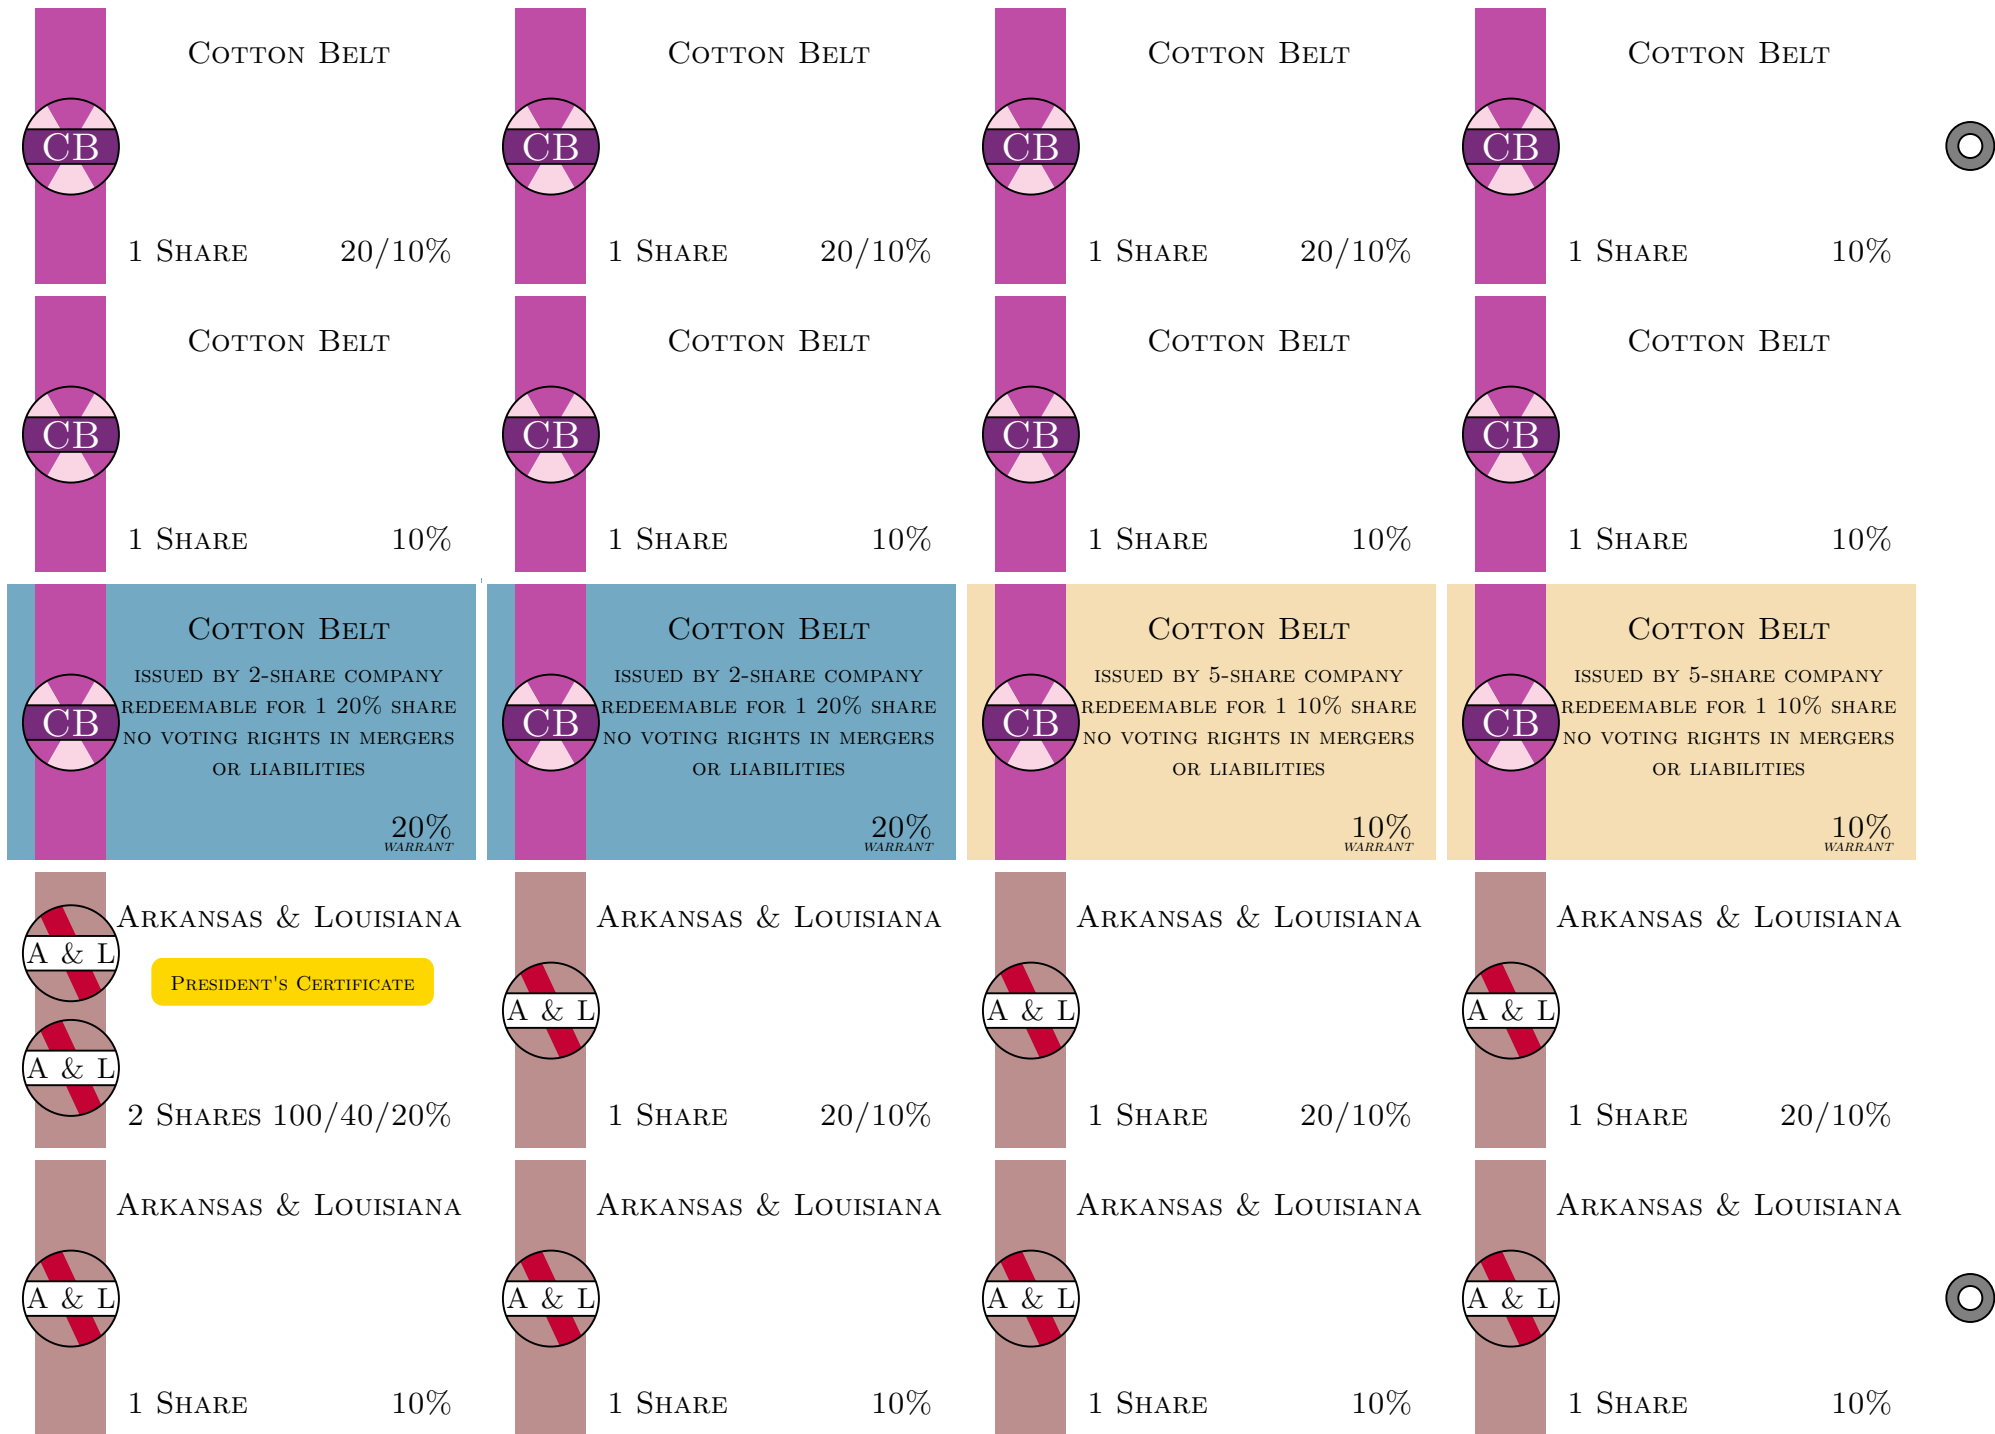 Cotton Belt
CB
1 Share 20/10%
Cotton Belt
CB
1 Share 20/10%
Cotton Belt
CB
1 Share 20/10%
Cotton Belt
CB
1 Share 10%
Cotton Belt
CB
1 Share 10%
Cotton Belt
CB
1 Share 10%
Cotton Belt
CB
1 Share 10%
Cotton Belt
CB
1 Share 10%
Cotton Belt
issued by 2-share company
redeemable for 1 20% share
CB
no voting rights in mergers
or liabilities
20%
WARRANT
Cotton Belt
issued by 2-share company
redeemable for 1 20% share
CB
no voting rights in mergers
or liabilities
20%
WARRANT
Cotton Belt
issued by 5-share company
redeemable for 1 10% share
CB
no voting rights in mergers
or liabilities
10%
WARRANT
Cotton Belt
issued by 5-share company
redeemable for 1 10% share
CB
no voting rights in mergers
or liabilities
10%
WARRANT
Arkansas & Louisiana
A & L
President's Certificate
A & L
2 Shares 100/40/20%
Arkansas & Louisiana
A & L
1 Share 20/10%
Arkansas & Louisiana
A & L
1 Share 20/10%
Arkansas & Louisiana
A & L
1 Share 20/10%
Arkansas & Louisiana
A & L
1 Share 10%
Arkansas & Louisiana
A & L
1 Share 10%
Arkansas & Louisiana
A & L
1 Share 10%
Arkansas & Louisiana
A & L
1 Share 10%